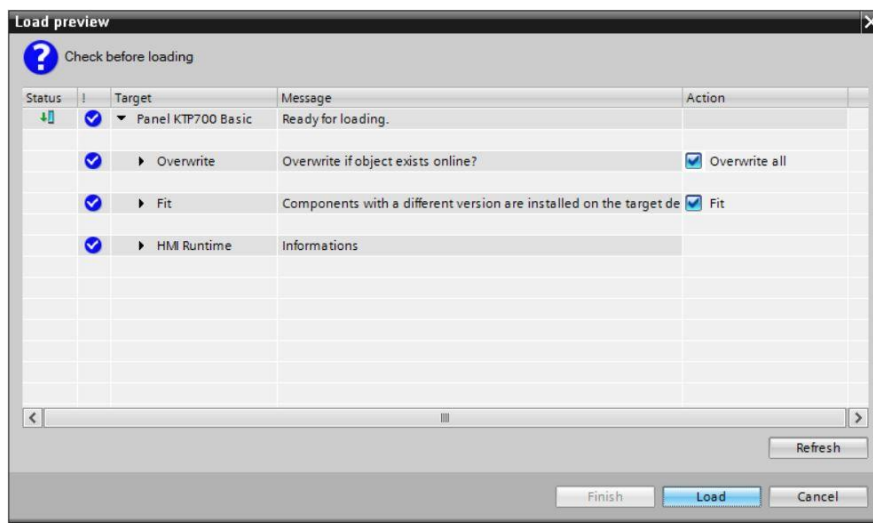 Load preview
Check before loading
Status ! Target Message Action
Panel KTP700 Basic Ready for loading.
Overwrite Overwrite if object exists online? Overwrite all
Fit Components with a different version are installed on the target de Fit
HMI Runtime Informations
Refresh
Finish Load Cancel